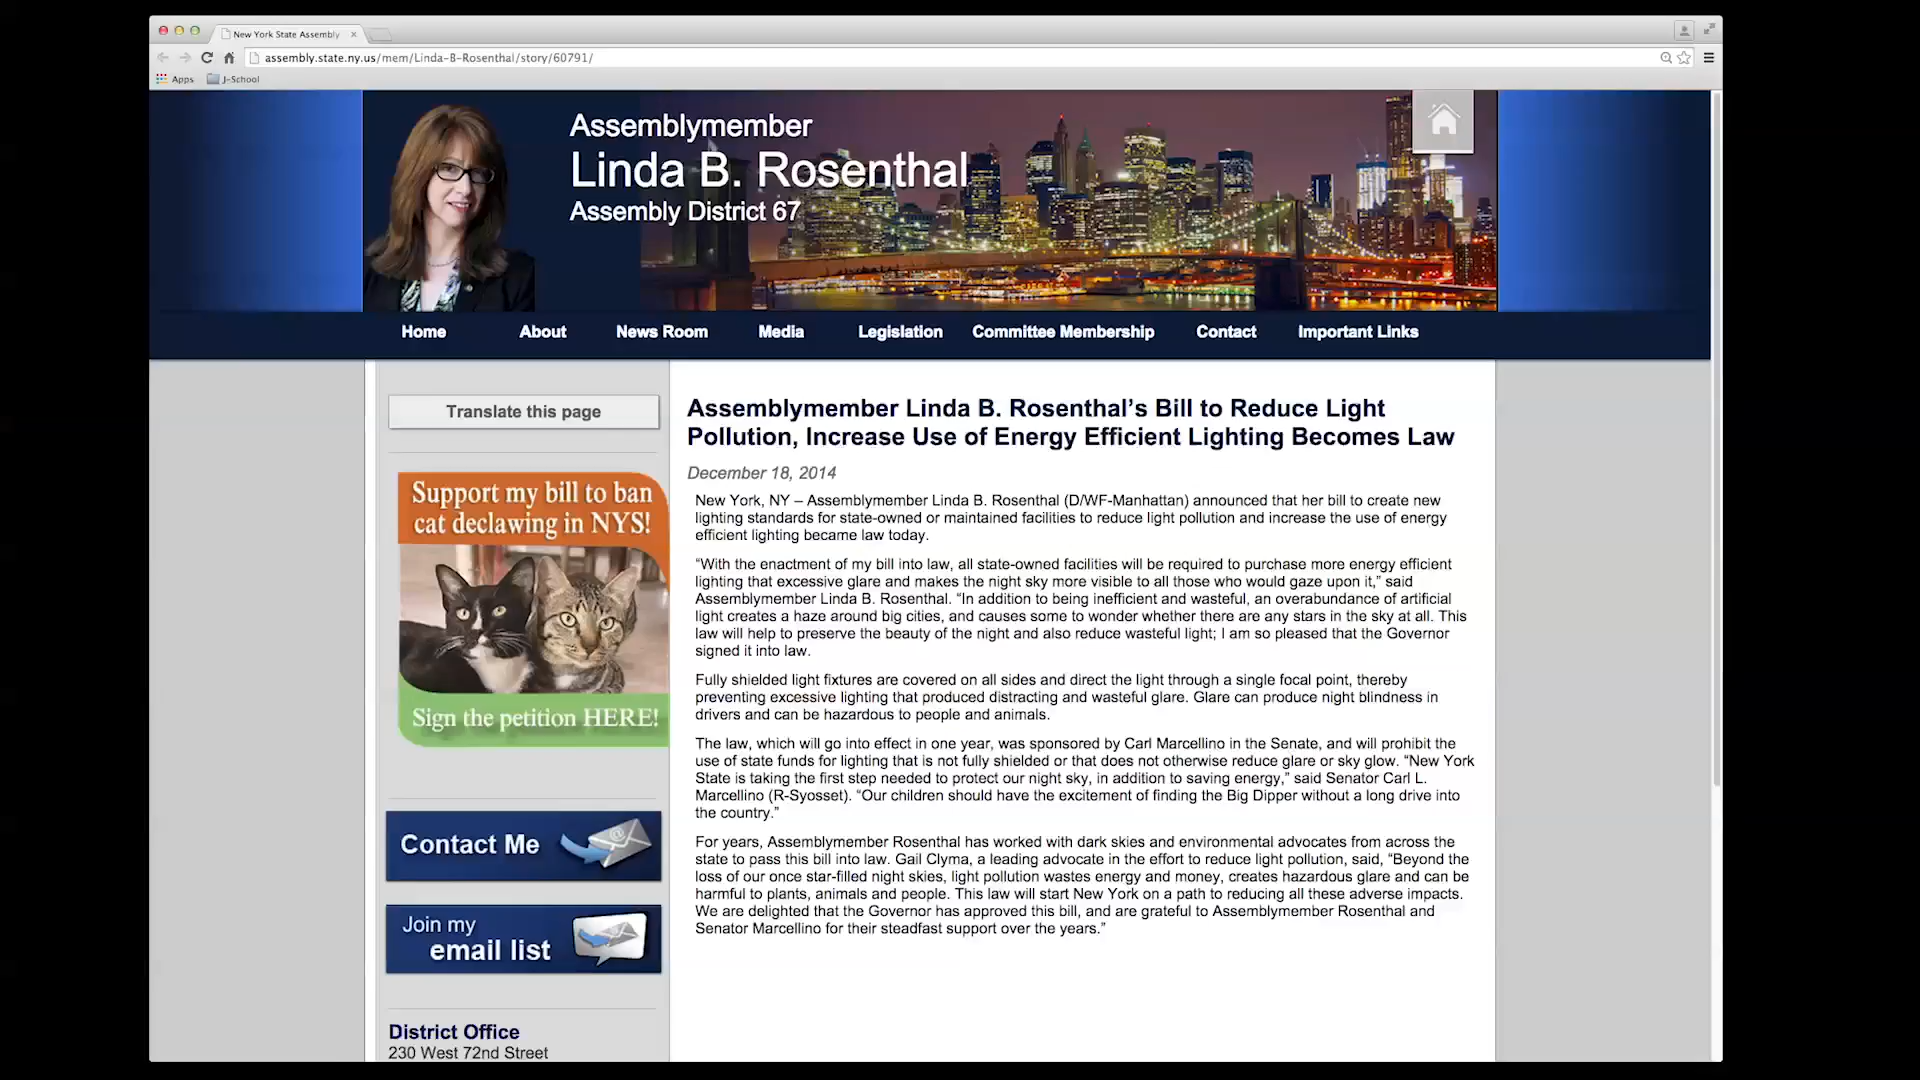 New York State Assembly
assembly.state.ny.us/mem/Linda-B-Rosenthal/story/60791/
Apps
J-School
Assemblymember
Linda B. Rosenthal
Assembly District 67
Home
About
News Room
Media
Legislation
Committee Membership
Contact
Important Links
Translate this page
Support my bill to ban
cat declawing in NYS!
Sign the petition HERE!
Contact Me
Join my
email list
District Office
230 West 72nd Street
Assemblymember Linda B. Rosenthal’s Bill to Reduce Light
Pollution, Increase Use of Energy Efficient Lighting Becomes Law
December 18, 2014
New York, NY – Assemblymember Linda B. Rosenthal (D/WF-Manhattan) announced that her bill to create new
lighting standards for state-owned or maintained facilities to reduce light pollution and increase the use of energy
efficient lighting became law today.
“With the enactment of my bill into law, all state-owned facilities will be required to purchase more energy efficient
lighting that excessive glare and makes the night sky more visible to all those who would gaze upon it,” said
Assemblymember Linda B. Rosenthal. “In addition to being inefficient and wasteful, an overabundance of artificial
light creates a haze around big cities, and causes some to wonder whether there are any stars in the sky at all. This
law will help to preserve the beauty of the night and also reduce wasteful light; I am so pleased that the Governor
signed it into law.
Fully shielded light fixtures are covered on all sides and direct the light through a single focal point, thereby
preventing excessive lighting that produced distracting and wasteful glare. Glare can produce night blindness in
drivers and can be hazardous to people and animals.
The law, which will go into effect in one year, was sponsored by Carl Marcellino in the Senate, and will prohibit the
use of state funds for lighting that is not fully shielded or that does not otherwise reduce glare or sky glow. “New York
State is taking the first step needed to protect our night sky, in addition to saving energy,” said Senator Carl L.
Marcellino (R-Syosset). “Our children should have the excitement of finding the Big Dipper without a long drive into
the country.”
For years, Assemblymember Rosenthal has worked with dark skies and environmental advocates from across the
state to pass this bill into law. Gail Clyma, a leading advocate in the effort to reduce light pollution, said, “Beyond the
loss of our once star-filled night skies, light pollution wastes energy and money, creates hazardous glare and can be
harmful to plants, animals and people. This law will start New York on a path to reducing all these adverse impacts.
We are delighted that the Governor has approved this bill, and are grateful to Assemblymember Rosenthal and
Senator Marcellino for their steadfast support over the years.”